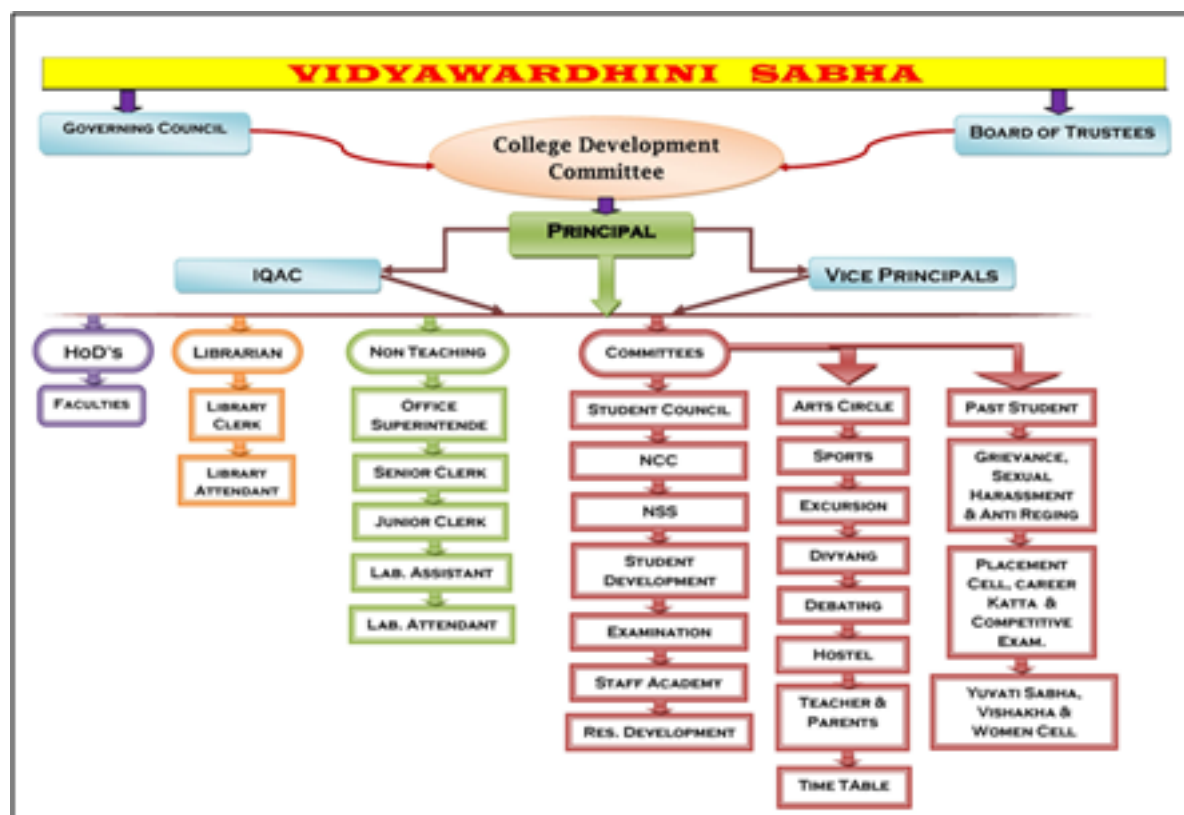 VIDYAWARDHINI SABHA
GOVERNING COUNCIL
BOARD OF TRUSTEES
College Development
Committee
PRINCIPAL
IQAC
VICE PRINCIPALS
HOD'S
FACULTIES
LIBRARIAN
LIBRARY
CLERK
LIBRARY
ATTENDANT
NON TEACHING
OFFICE
SUPERINTENDE
SENIOR CLERK
JUNIOR CLERK
LAB. ASSISTANT
LAB. ATTENDANT
COMMITTEES
STUDENT COUNCIL
NCC
NSS
STUDENT
DEVELOPMENT
EXAMINATION
STAFF ACADEMY
RES. DEVELOPMENT
ARTS CIRCLE
SPORTS
EXCURSION
DIVYANG
DEBATING
HOSTEL
TEACHER &
PARENTS
TIME TABLE
PAST STUDENT
GRIEVANCE,
SEXUAL
HARASSMENT
& ANTI REGING
PLACEMENT
CELL, CAREER
KATTA &
COMPETITIVE
EXAM.
YUVATI SABHA,
VISHAKHA &
WOMEN CELL